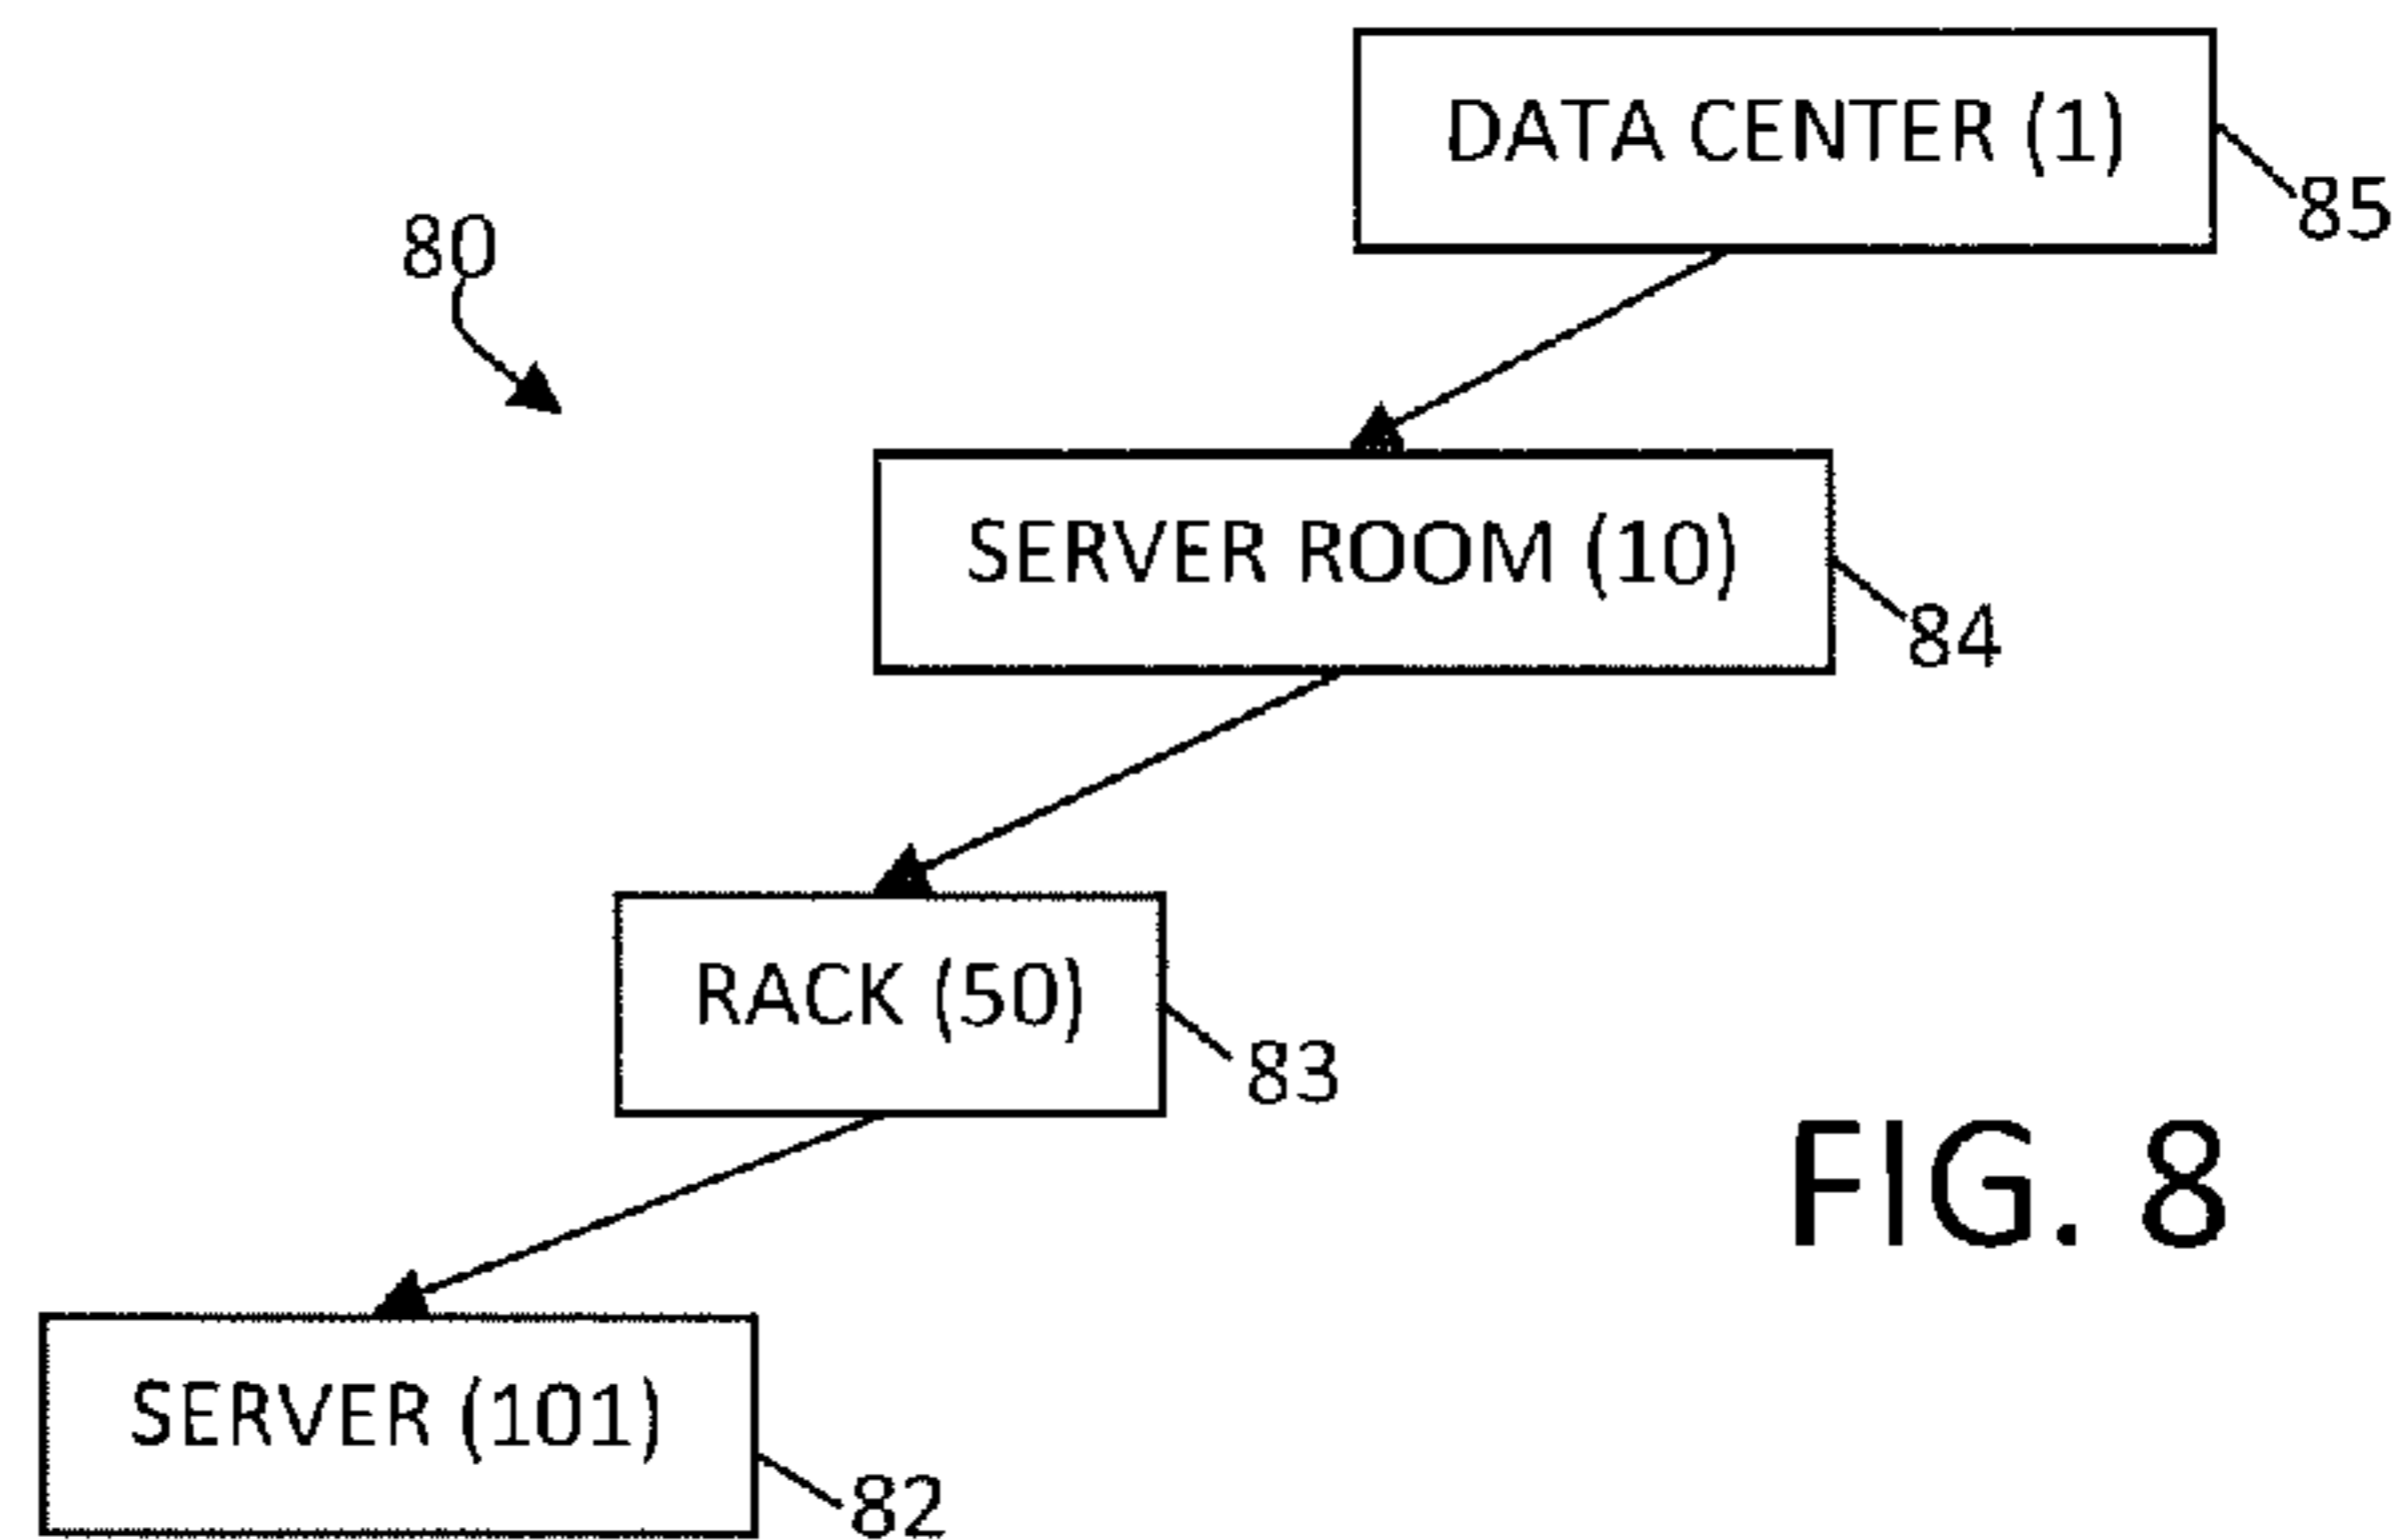 DATA CENTER (1)
85
80
SERVER ROOM (10)
84
RACK (50)
83
FIG. 8
SERVER (101)
82